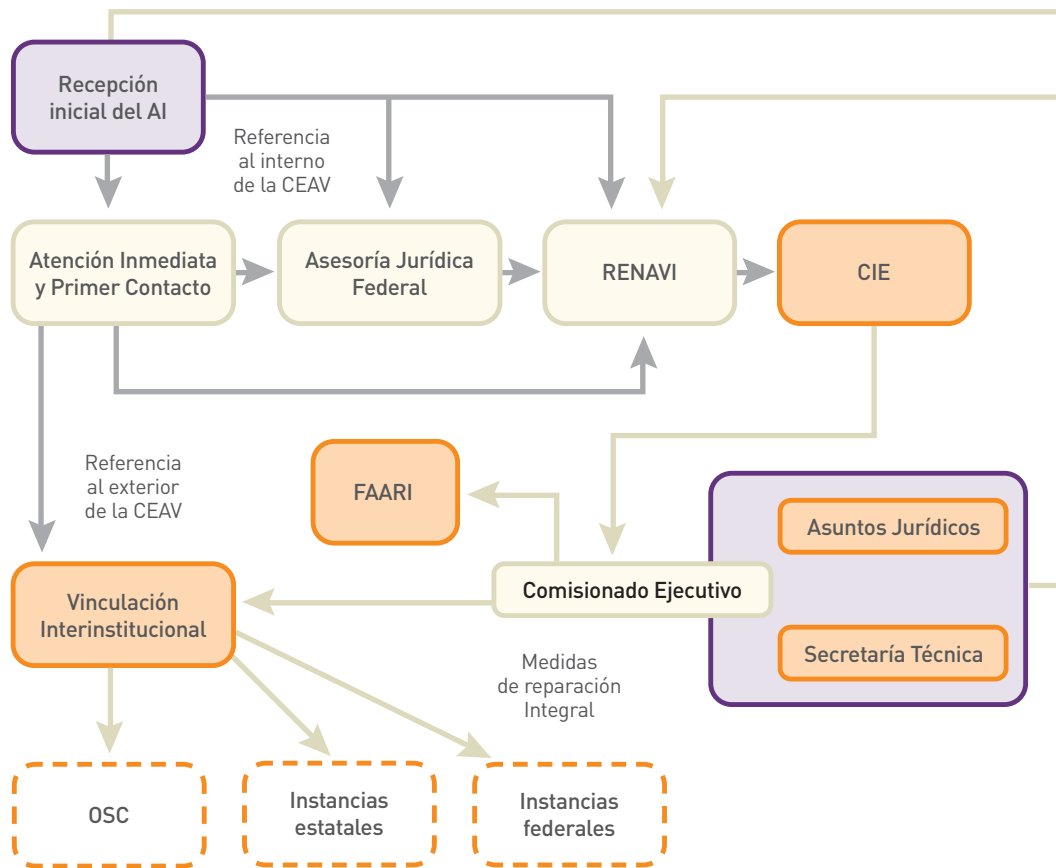 Recepción
inicial del AI
Referencia
al interno
de la CEAV
Atención Inmediata
y Primer Contacto
Asesoría Jurídica
Federal
RENAVI
CIE
Referencia
al exterior
de la CEAV
FAARI
Asuntos Jurídicos
Comisionado Ejecutivo
Secretaría Técnica
Vinculación
Interinstitucional
Medidas
de reparación
Integral
OSC
Instancias
estatales
Instancias
federales